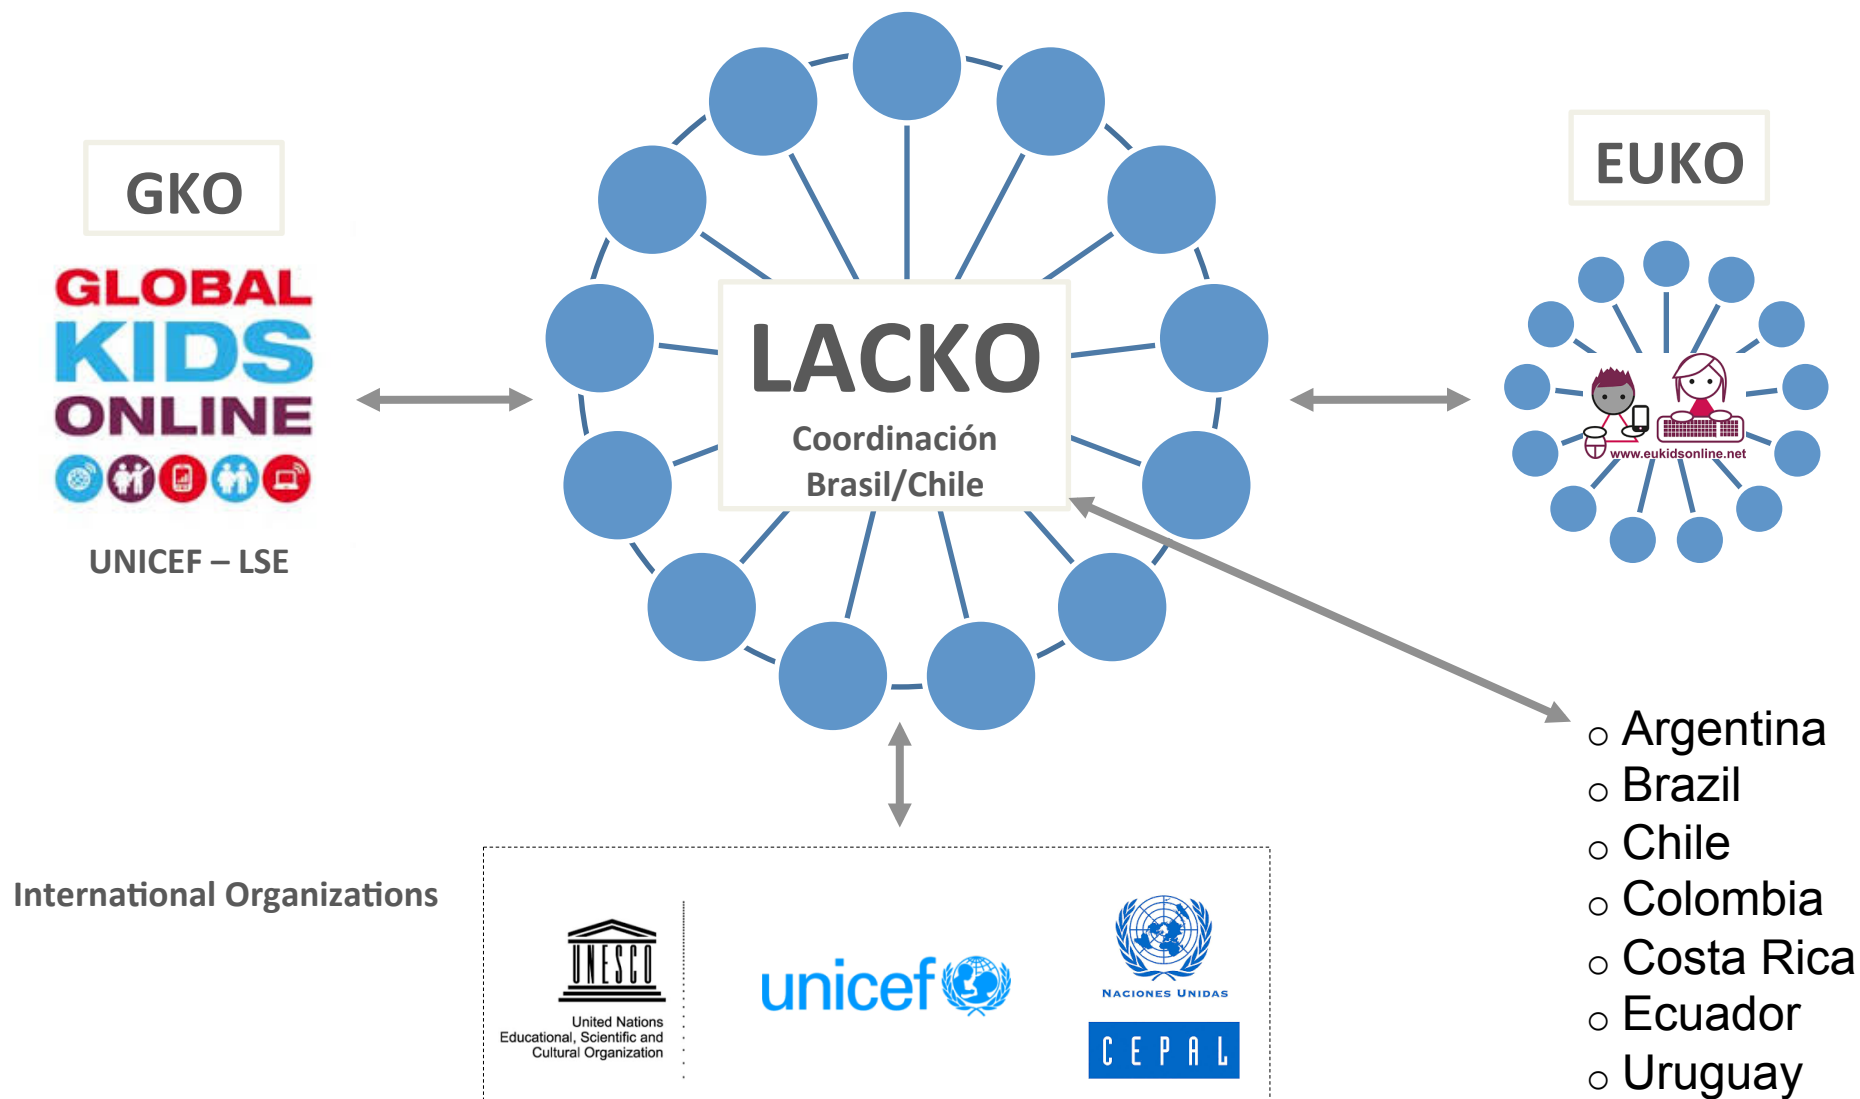 GKO
GLOBAL
KIDS
ONLINE
UNICEF – LSE
LACKO
Coordinación
Brasil/Chile
EUKO
www.eukidsonline.net
International Organizations
UNESCO
United Nations
Educational, Scientific and
Cultural Organization
unicef
NACIONES UNIDAS
CEPAL
o Argentina
o Brazil
o Chile
o Colombia
o Costa Rica
o Ecuador
o Uruguay